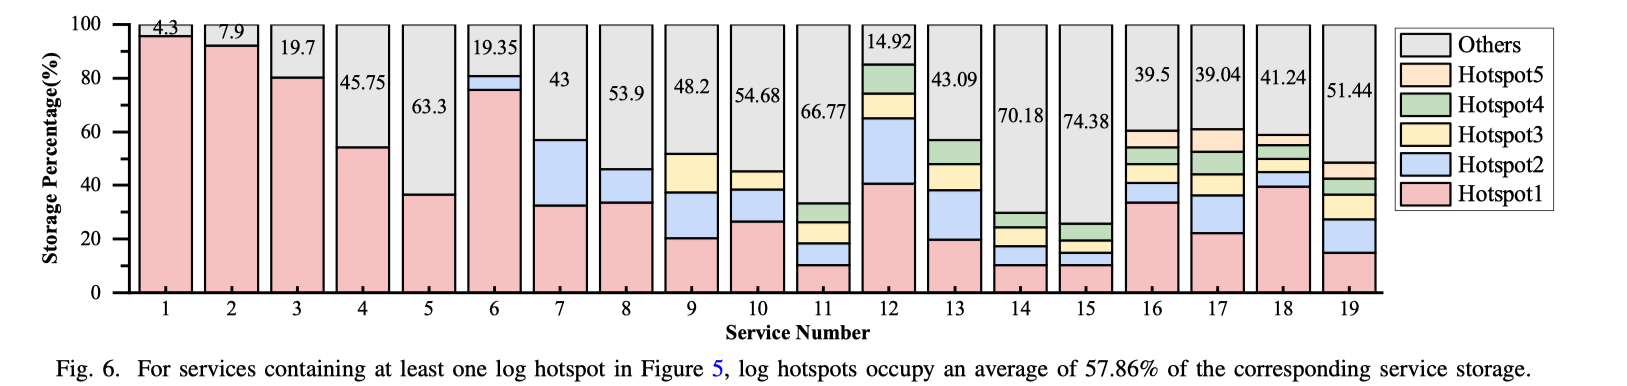 100
80
60
40
20
0
Storage Percentage(%)
4.3 7.9 19.7 45.75 63.3 19.35 43 53.9 48.2 54.68 66.77 14.92 43.09 70.18 74.38 39.5 39.04 41.24 51.44
1 2 3 4 5 6 7 8 9 10 11 12 13 14 15 16 17 18 19
Service Number
Others
Hotspot5
Hotspot4
Hotspot3
Hotspot2
Hotspot1
Fig. 6. For services containing at least one log hotspot in Figure 5, log hotspots occupy an average of 57.86% of the corresponding service storage.